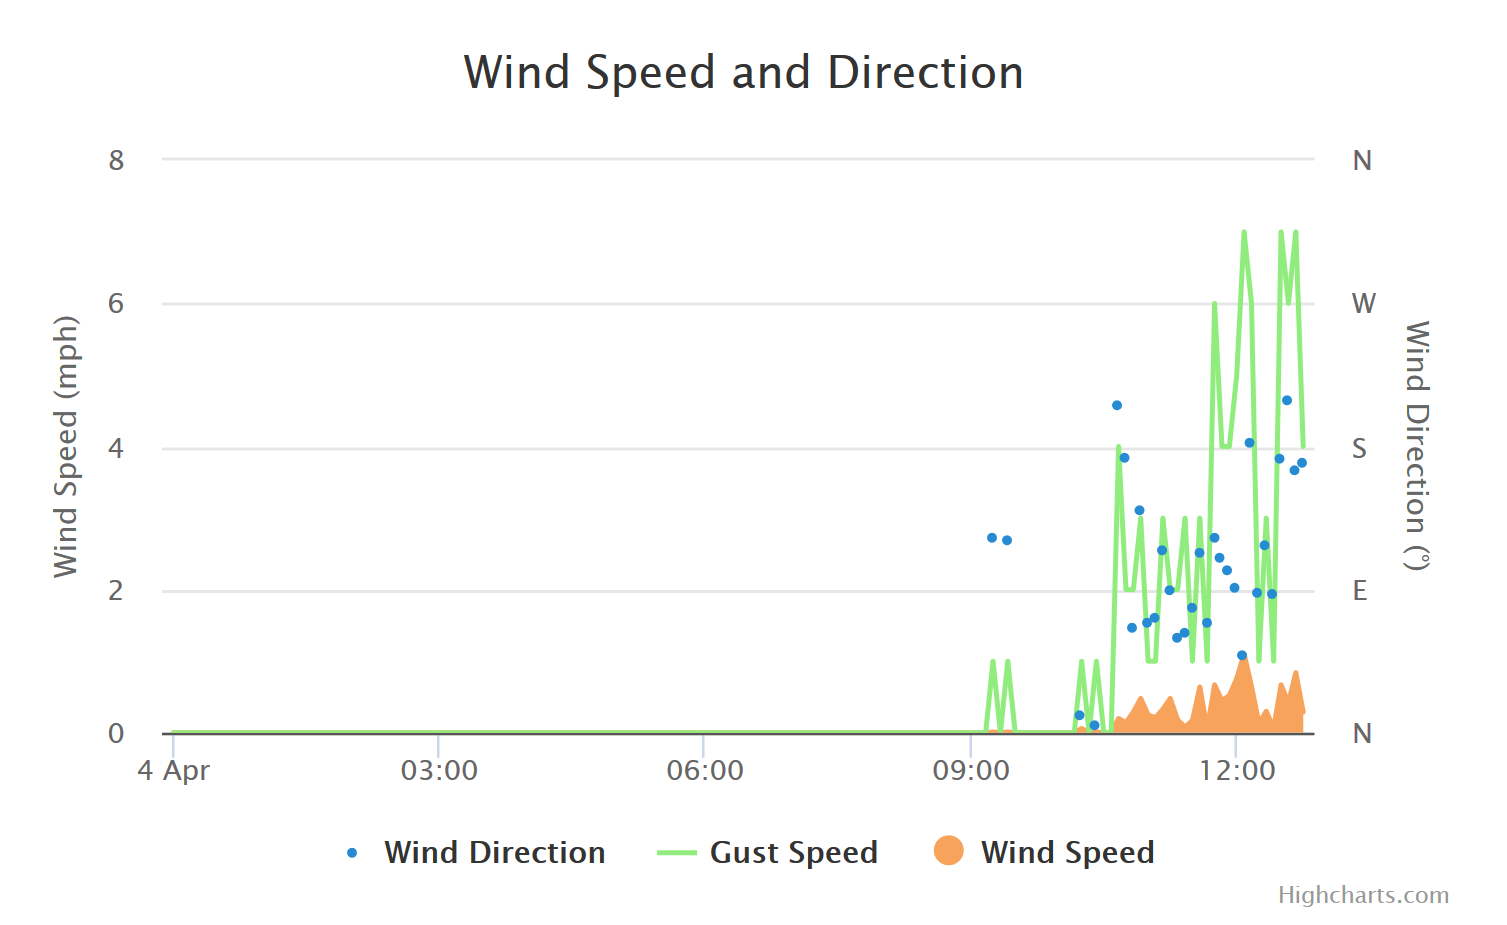 Wind Speed and Direction
8
6
4
2
0
Wind Speed (mph)
N
W
S
E
N
Wind Direction (°)
4 Apr 03:00 06:00 09:00 12:00
Wind Direction Gust Speed Wind Speed
Highcharts.com